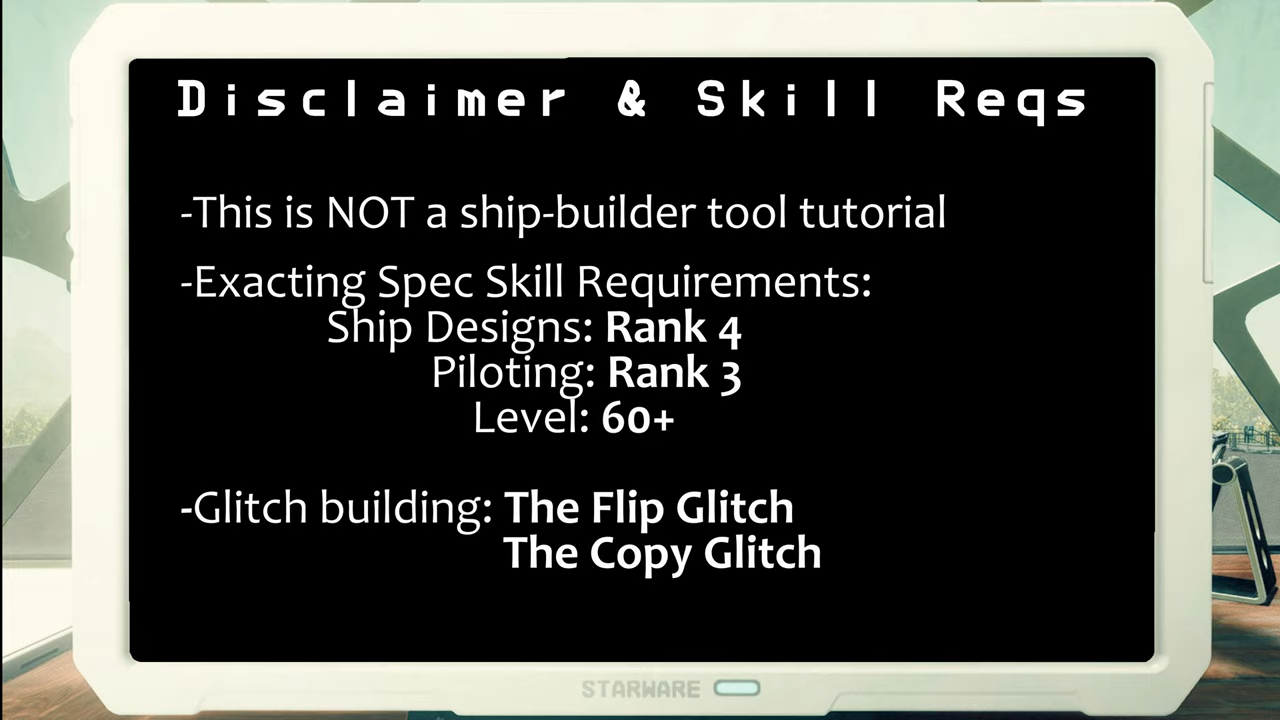 Disclaimer & Skill Reqs
-This is NOT a ship-builder tool tutorial
-Exacting Spec Skill Requirements:
Ship Designs: Rank 4
Piloting: Rank 3
Level: 60+
-Glitch building: The Flip Glitch
The Copy Glitch
STARWARE